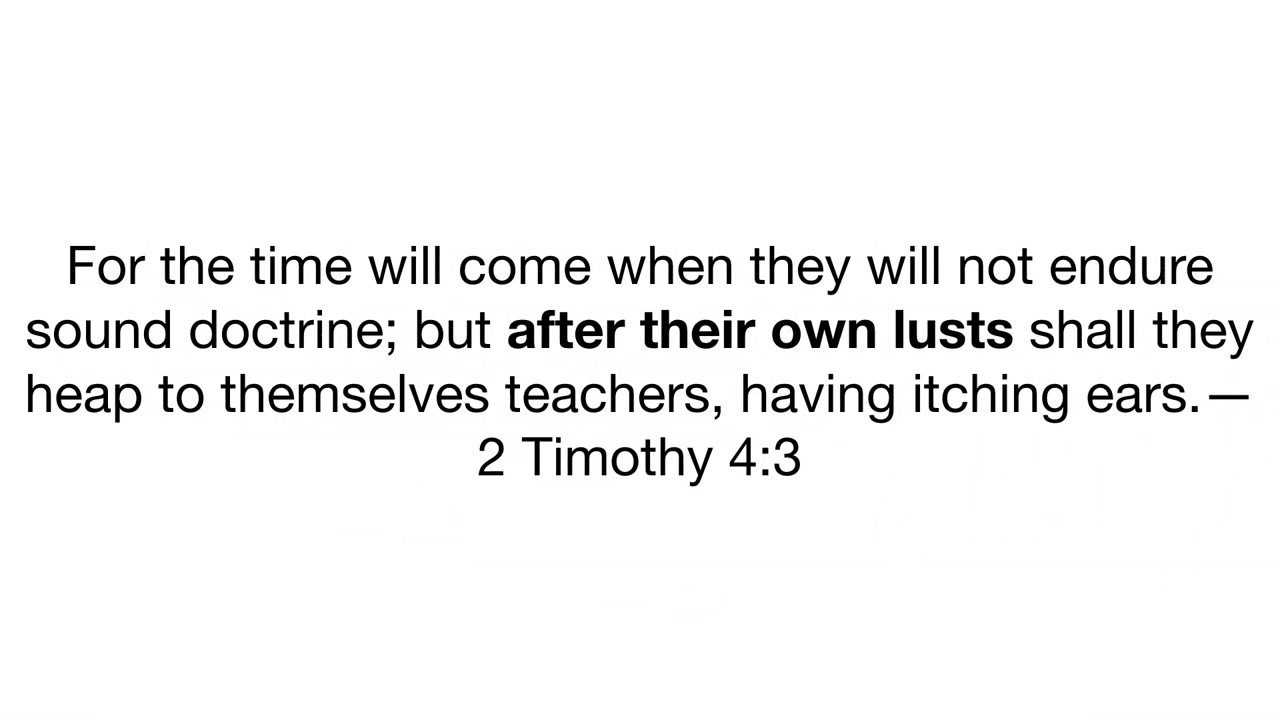 For the time will come when they will not endure
sound doctrine; but after their own lusts shall they
heap to themselves teachers, having itching ears.—
2 Timothy 4:3